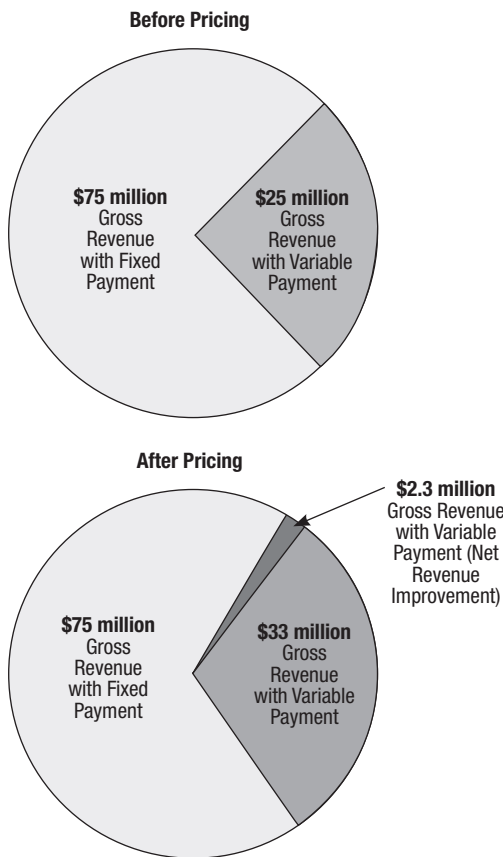 Before Pricing
$75 million
Gross
Revenue
with Fixed
Payment
$25 million
Gross
Revenue
with Variable
Payment
After Pricing
$2.3 million
Gross Revenue
with Variable
Payment (Net
Revenue
Improvement)
$75 million
Gross
Revenue
with Fixed
Payment
$33 million
Gross
Revenue
with Variable
Payment